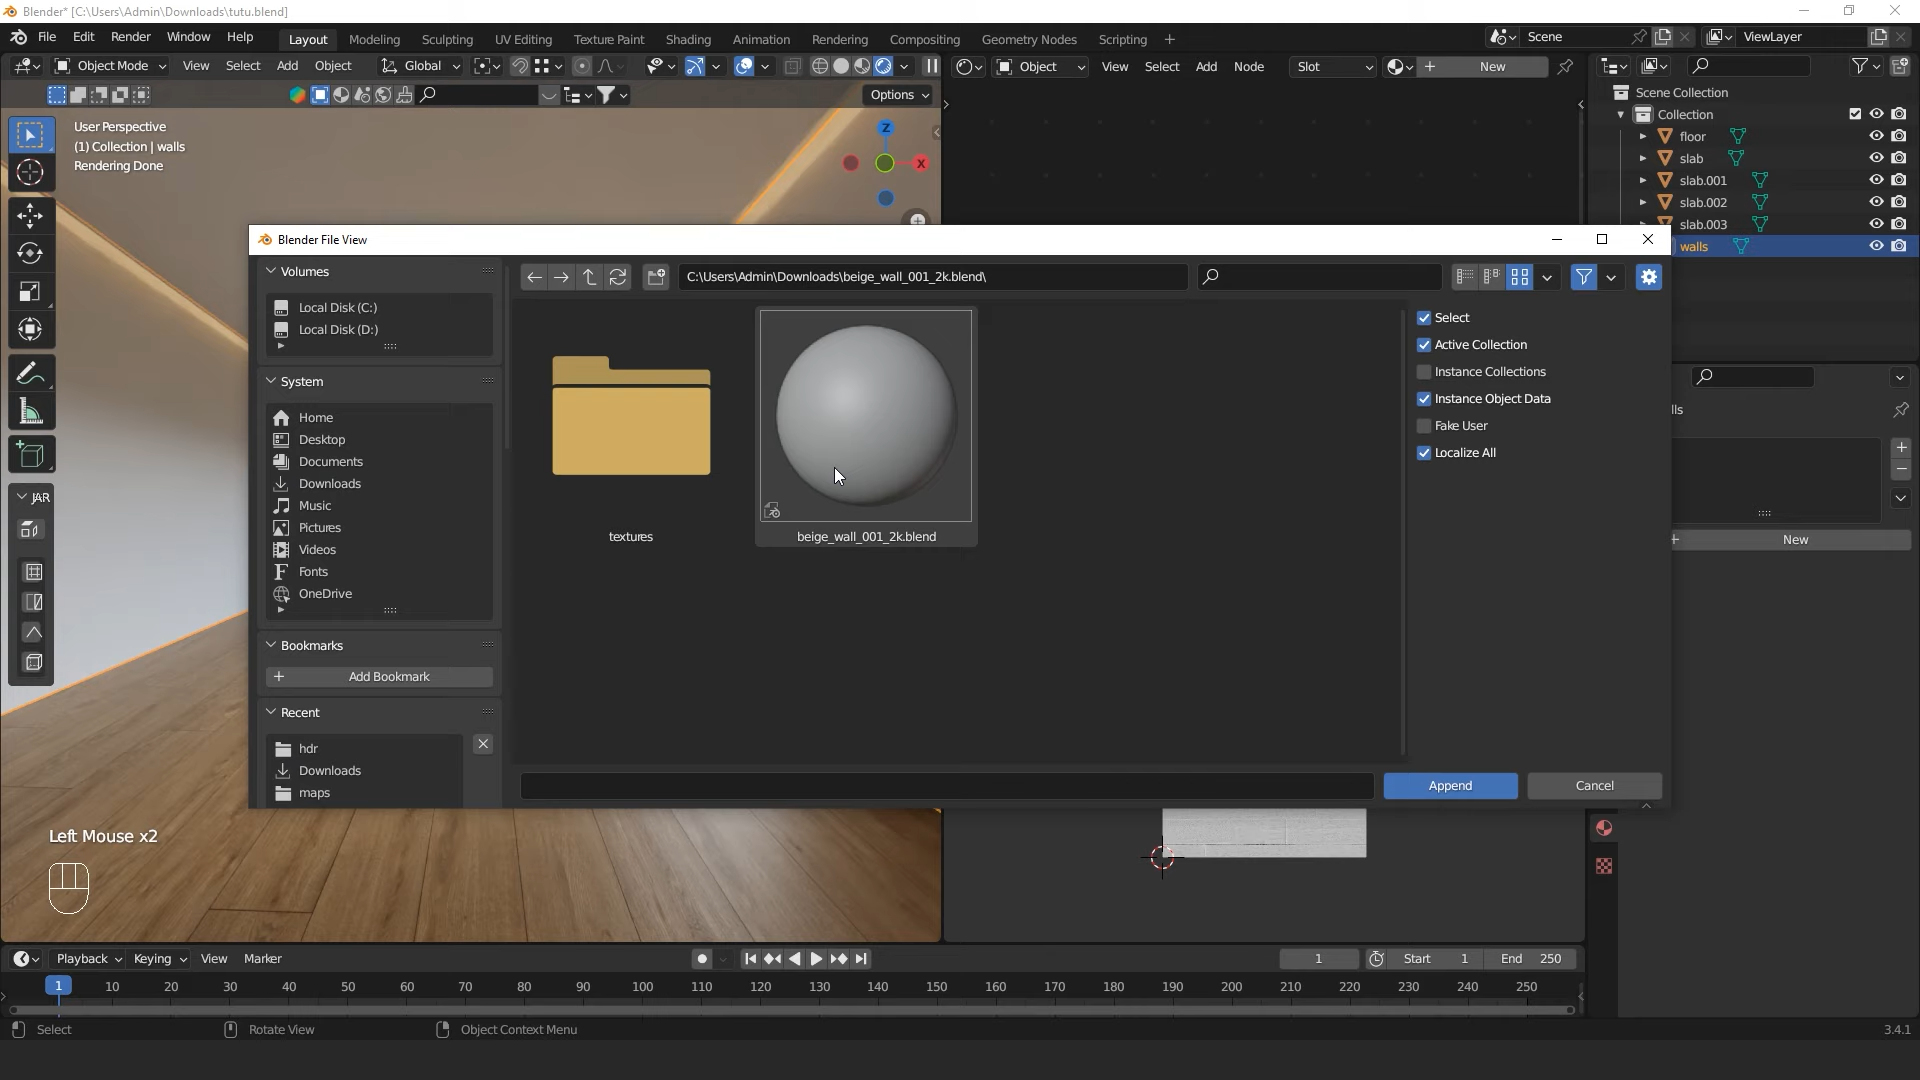 Blender* [C:\Users\Admin\Downloads\tutu.blend]
File Edit Render Window Help
Layout Modeling Sculpting UV Editing Texture Paint Shading Animation Rendering Compositing Geometry Nodes Scripting +
Scene
ViewLayer
Object Mode View Select Add Object Global
Object View Select Add Node Slot New
Options
User Perspective
(1) Collection | walls
Rendering Done
Z
X
Scene Collection
Collection
floor
slab
slab.001
slab.002
slab.003
walls
Blender File View
Volumes
Local Disk (C:)
Local Disk (D:)
System
Home
Desktop
Documents
Downloads
Music
Pictures
Videos
Fonts
OneDrive
Bookmarks
Add Bookmark
Recent
hdr
Downloads
maps
C:\Users\Admin\Downloads\beige_wall_001_2k.blend\
textures
beige_wall_001_2k.blend
Select
Active Collection
Instance Collections
Instance Object Data
Fake User
Localize All
Append
Cancel
JAR
lls
New
Left Mouse x2
Playback Keying View Marker
1
Start 1
End 250
1 10 20 30 40 50 60 70 80 90 100 110 120 130 140 150 160 170 180 190 200 210 220 230 240 250
Select
Rotate View
Object Context Menu
3.4.1